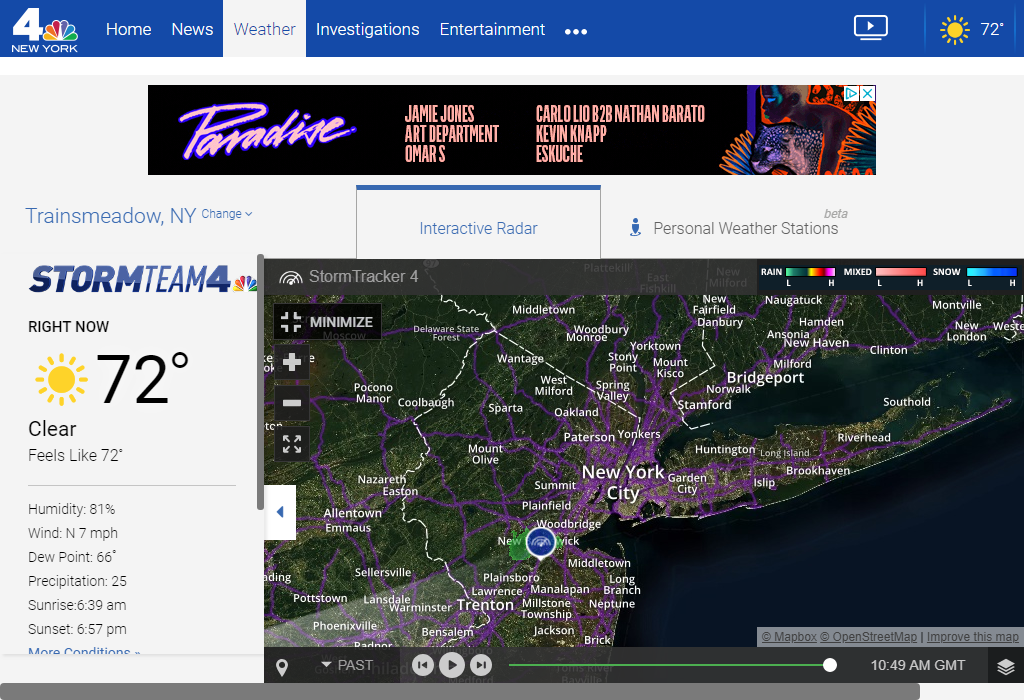 4
NEW YORK
Home
News
Weather
Investigations
Entertainment
72°
Paradise
JAMIE JONES
ART DEPARTMENT
OMAR S
CARLO LIO B2B NATHAN BARATO
KEVIN KNAPP
ESKUCHE
Trainsmeadow, NY Change
Interactive Radar
beta
Personal Weather Stations
STORMTEAM4
RIGHT NOW
72°
Clear
Feels Like 72°
Humidity: 81%
Wind: N 7 mph
Dew Point: 66°
Precipitation: 25
Sunrise:6:39 am
Sunset: 6:57 pm
More Conditions »
StormTracker 4
RAIN
L H
MIXED
L H
SNOW
L H
MINIMIZE
Plattekill
East
Fishkill
New
Milford
Moscow
Delaware State
Forest
Middletown
New
Fairfield
Danbury
Naugatuck
Hamden
Ansonia
New Haven
Montville
New
London
Clinton
Woodbury
Monroe
Yorktown
Wantage
Stony
Point
Mount
Kisco
Milford
Bridgeport
Norwalk
Stamford
Southold
Pocono
Manor
Coolbaugh
West
Milford
Spring
Valley
Sparta
Oakland
Paterson
Yonkers
Riverhead
Huntington
Long Island
Brookhaven
Mount
Olive
New York
City
Garden
City
Islip
Nazareth
Easton
Summit
Plainfield
Allentown
Emmaus
Woodbridge
Middletown
Sellersville
Plainsboro
Lawrence
Manalapan
Long
Branch
Pottstown
Lansdale
Warminster
Trenton
Millstone
Township
Neptune
Phoenixville
Bensalem
Jackson
Brick
Radnor
© Mapbox © OpenStreetMap | Improve this map
PAST
10:49 AM GMT